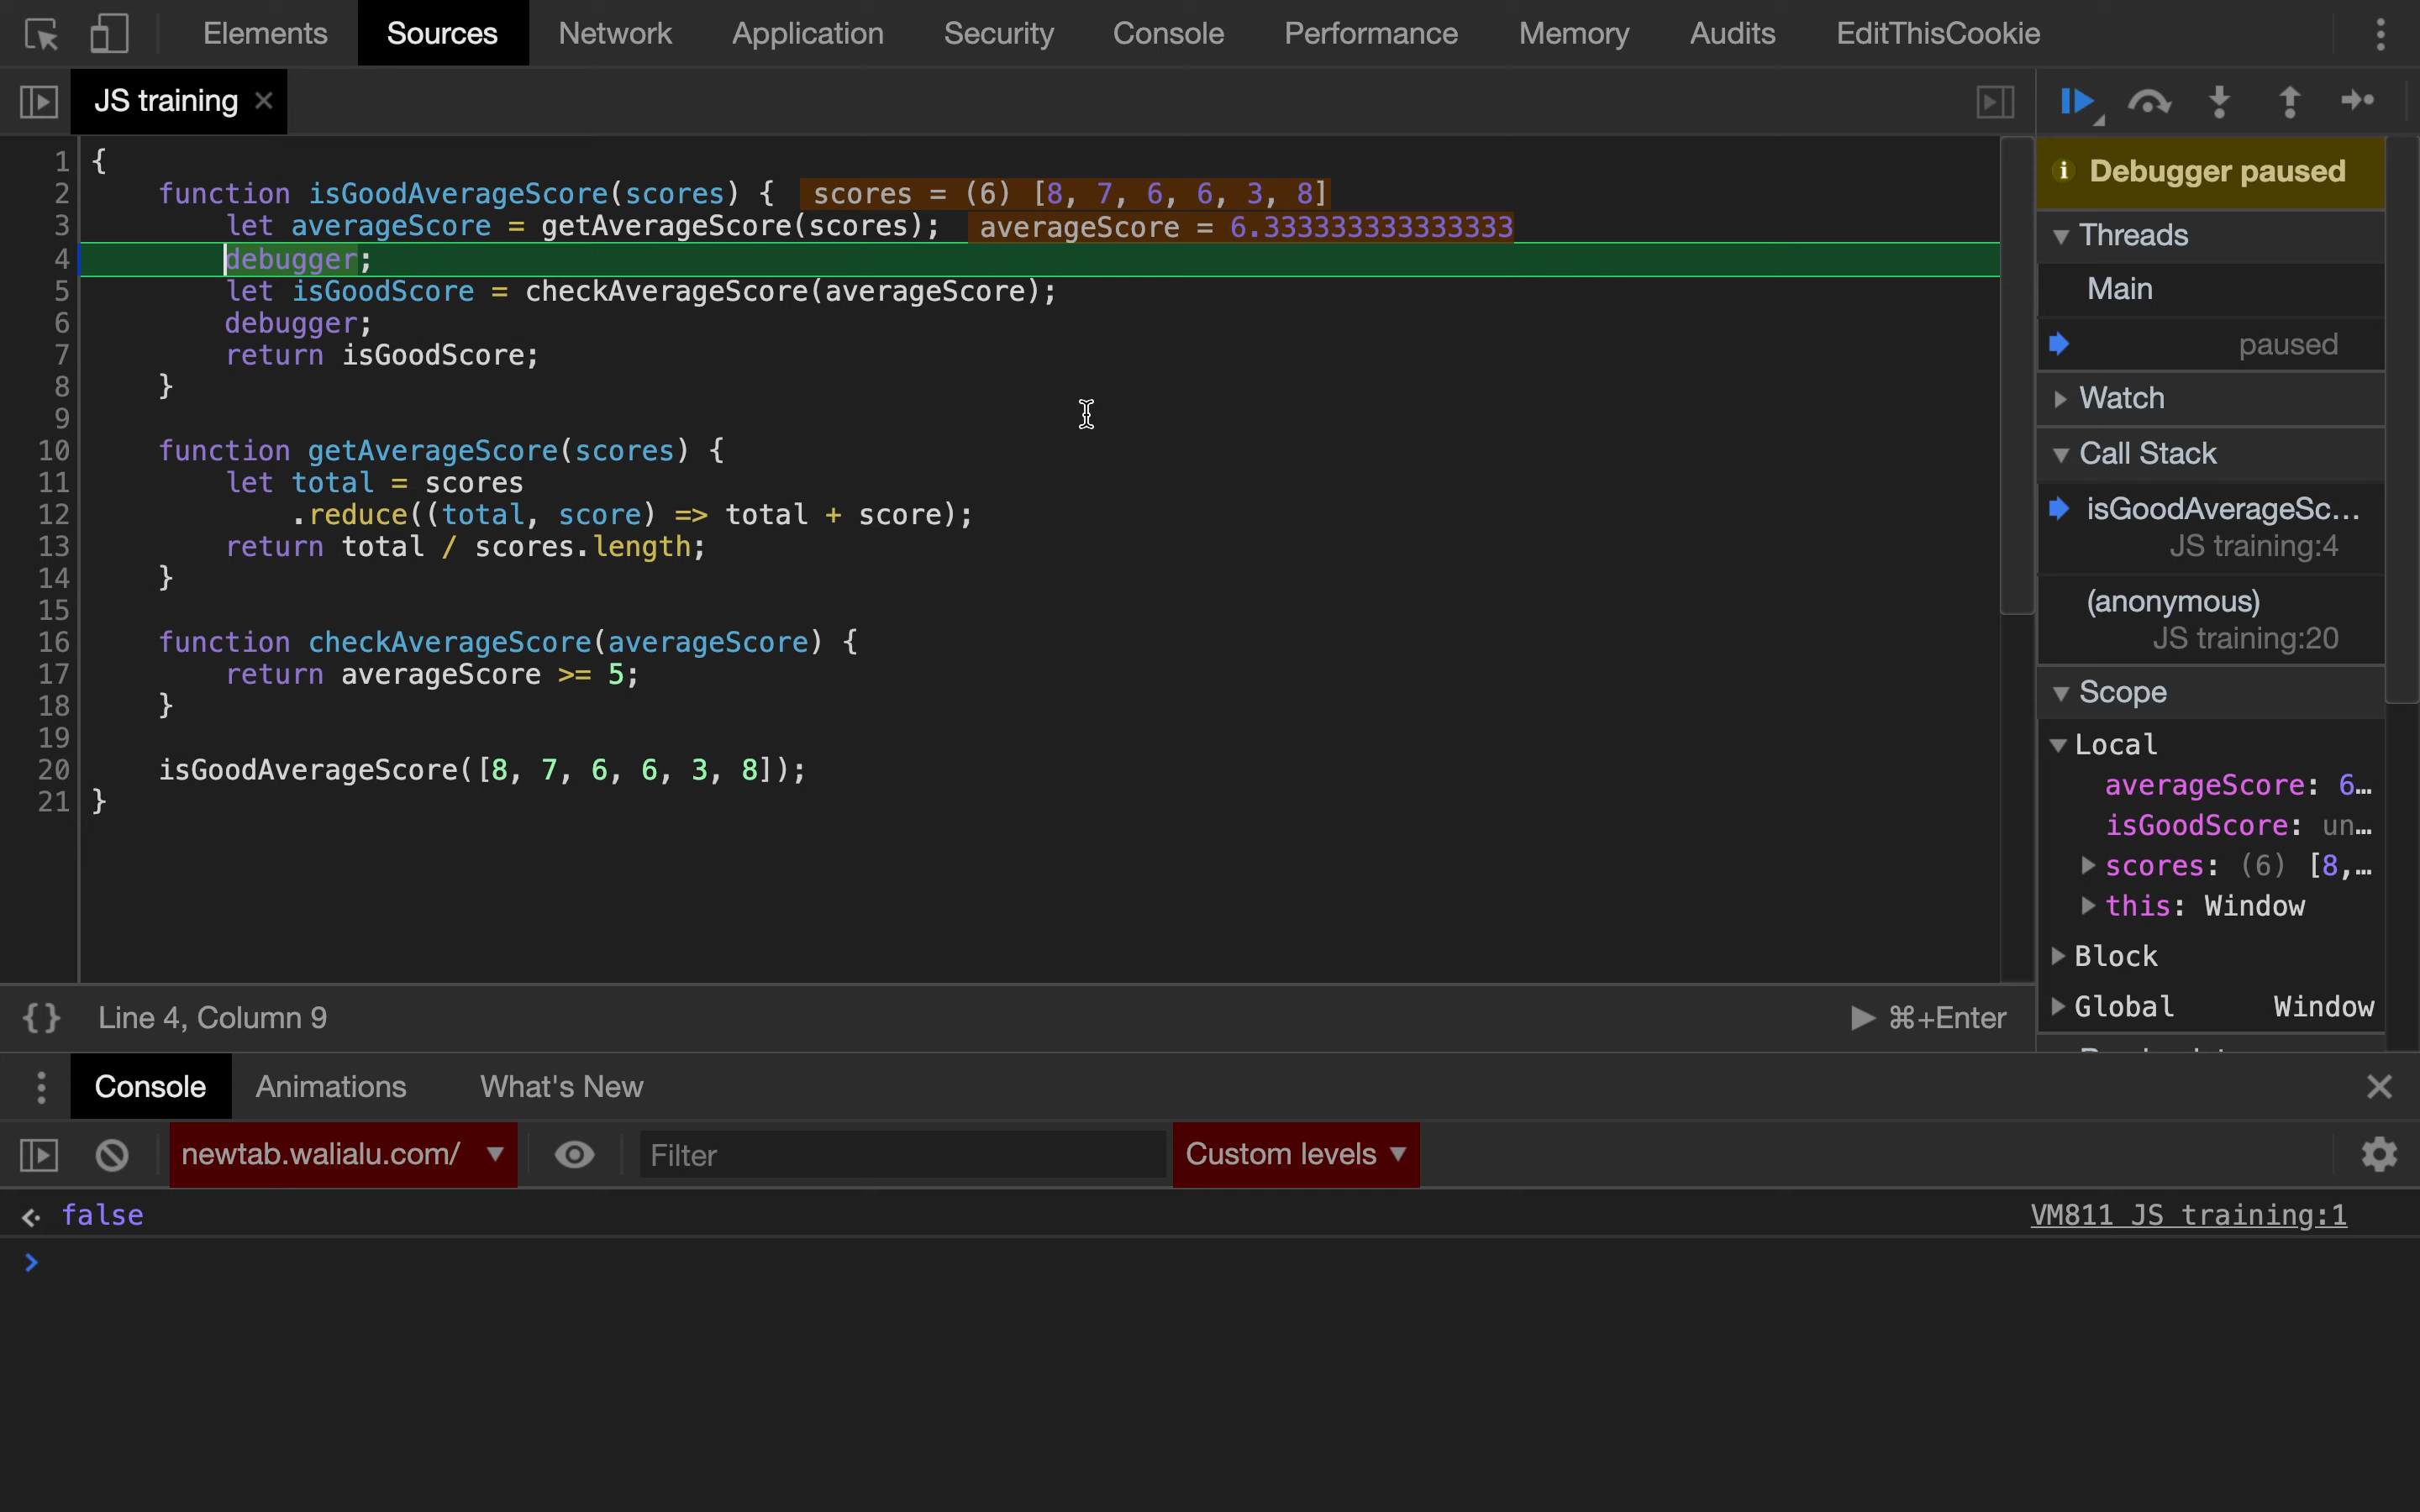 Elements Sources Network Application Security Console Performance Memory Audits EditThisCookie
JS training
1 {
2 function isGoodAverageScore(scores) { scores = (6) [8, 7, 6, 6, 3, 8]
3 let averageScore = getAverageScore(scores); averageScore = 6.333333333333333
4 debugger;
5 let isGoodScore = checkAverageScore(averageScore);
6 debugger;
7 return isGoodScore;
8 }
9
10 function getAverageScore(scores) {
11 let total = scores
12 .reduce((total, score) => total + score);
13 return total / scores.length;
14 }
15
16 function checkAverageScore(averageScore) {
17 return averageScore >= 5;
18 }
19
20 isGoodAverageScore([8, 7, 6, 6, 3, 8]);
21 }
{} Line 4, Column 9
⌘+Enter
Debugger paused
Threads
Main
paused
Watch
Call Stack
isGoodAverageSc…
JS training:4
(anonymous)
JS training:20
Scope
Local
averageScore: 6…
isGoodScore: un…
scores: (6) [8,…
this: Window
Block
Global Window
Console Animations What's New
newtab.walialu.com/ Filter Custom levels
false VM811 JS training:1